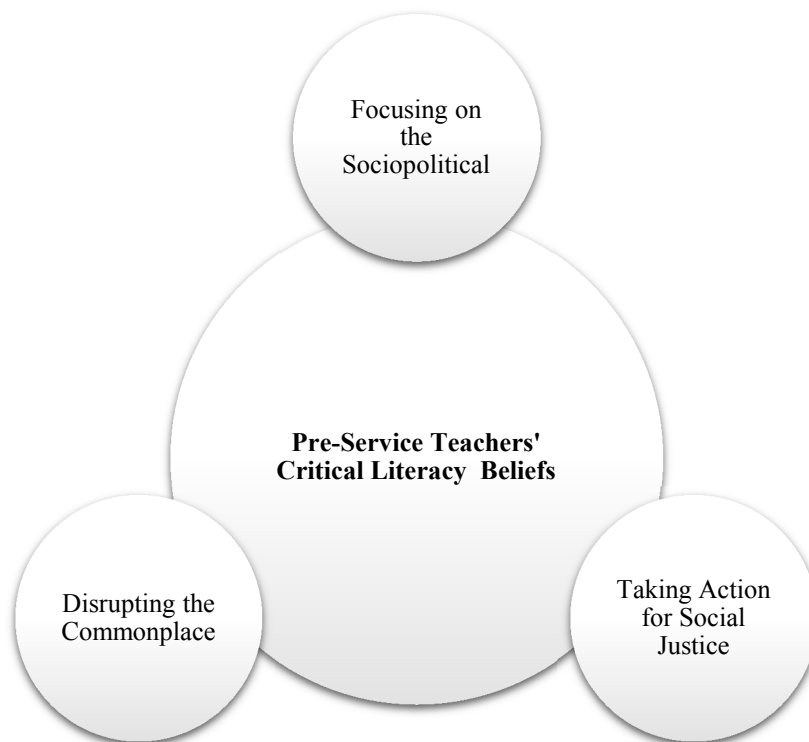 Focusing on
the
Sociopolitical
Pre-Service Teachers'
Critical Literacy  Beliefs
Disrupting the
Commonplace
Taking Action
for Social
Justice